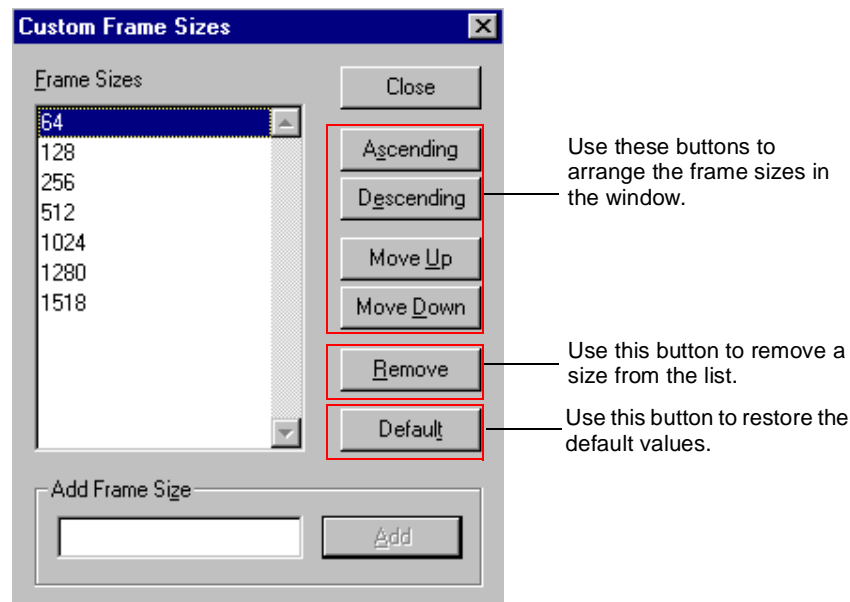 Custom Frame Sizes
Frame Sizes
64
128
256
512
1024
1280
1518
Close
Ascending
Descending
Move Up
Move Down
Remove
Default
Add Frame Size
Add
Use these buttons to
arrange the frame sizes in
the window.
Use this button to remove a
size from the list.
Use this button to restore the
default values.